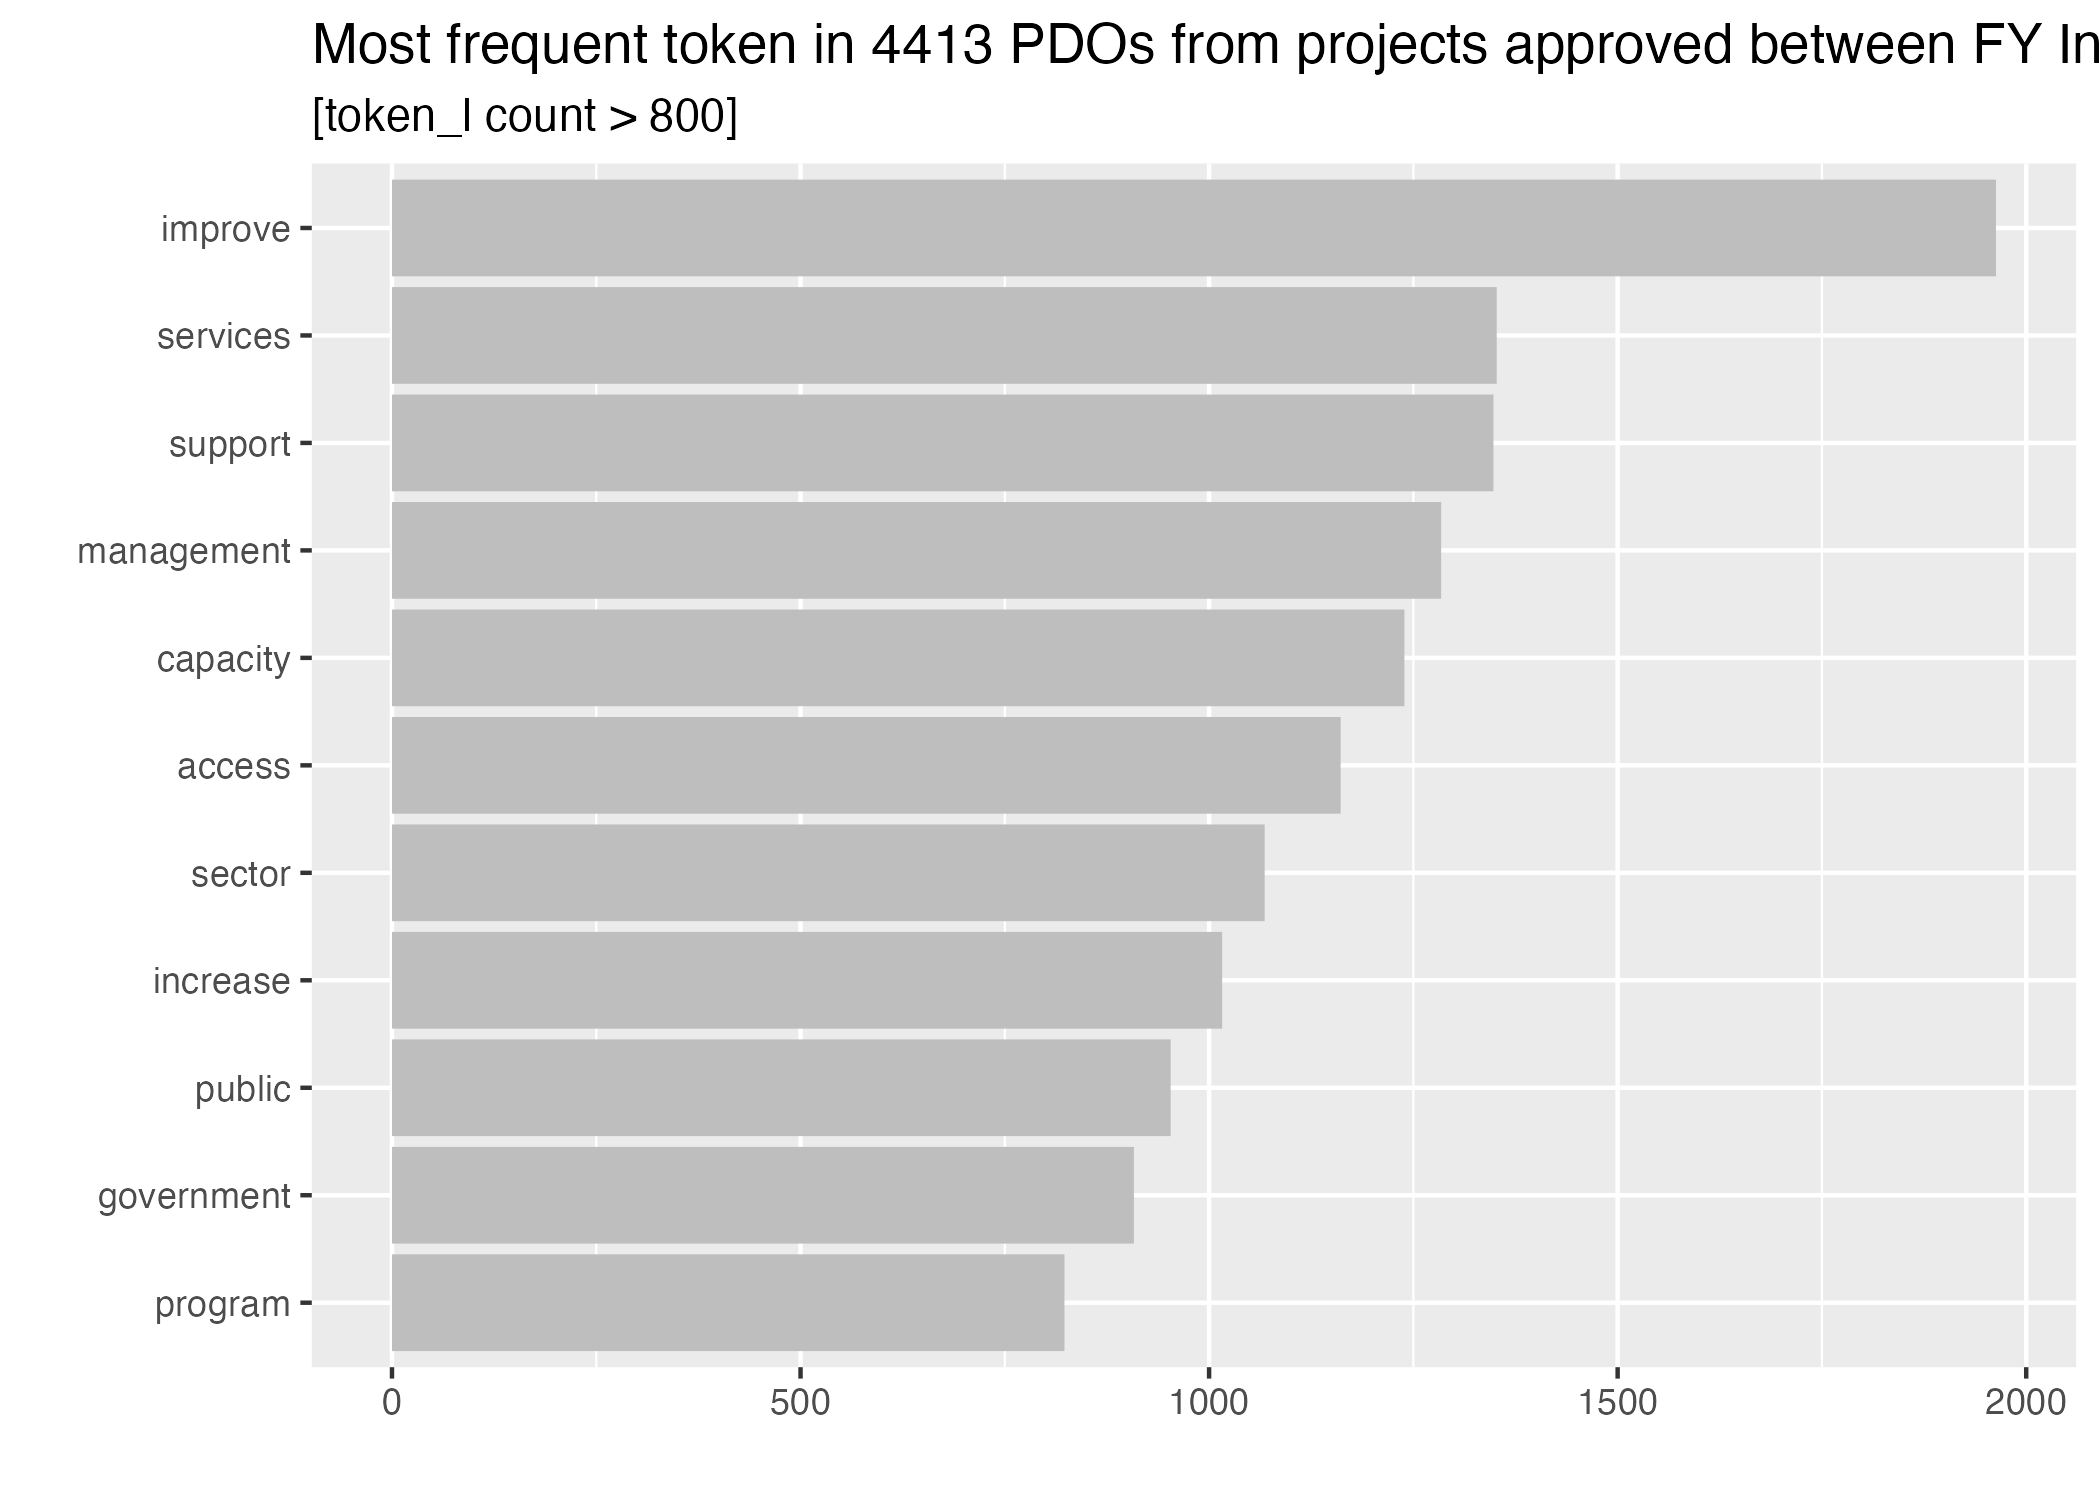 Most frequent token in 4413 PDOs from projects approved between FY In
[token_l count > 800]
improve
services
support
management
capacity
access
sector
increase
public
government
program
0 500 1000 1500 2000